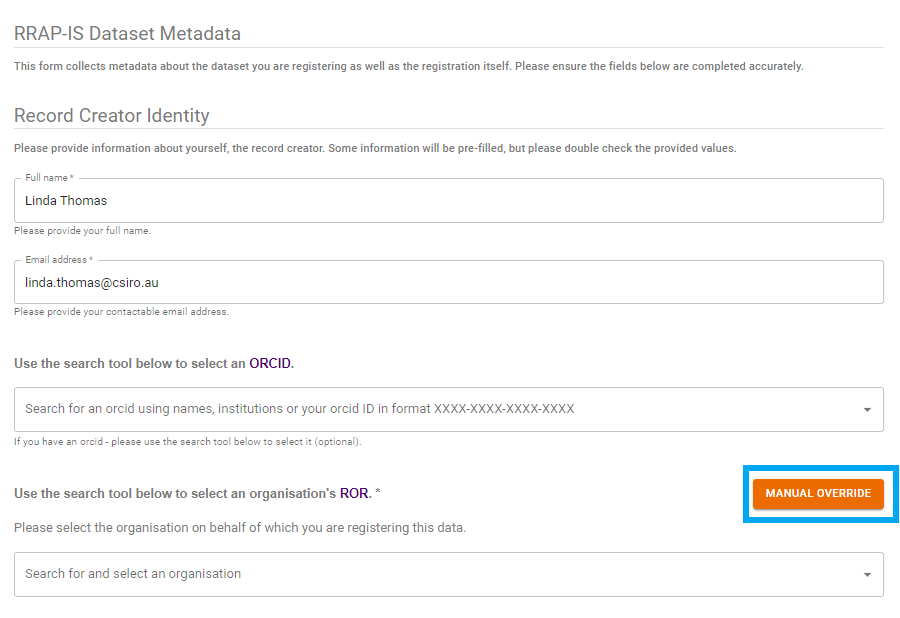 RRAP-IS Dataset Metadata
This form collects metadata about the dataset you are registering as well as the registration itself. Please ensure the fields below are completed accurately.
Record Creator Identity
Please provide information about yourself, the record creator. Some information will be pre-filled, but please double check the provided values.
Full name *
Linda Thomas
Please provide your full name.
Email address *
linda.thomas@csiro.au
Please provide your contactable email address.
Use the search tool below to select an ORCID.
Search for an orcid using names, institutions or your orcid ID in format XXXX-XXXX-XXXX-XXXX
If you have an orcid - please use the search tool below to select it (optional).
Use the search tool below to select an organisation's ROR. *
MANUAL OVERRIDE
Please select the organisation on behalf of which you are registering this data.
Search for and select an organisation